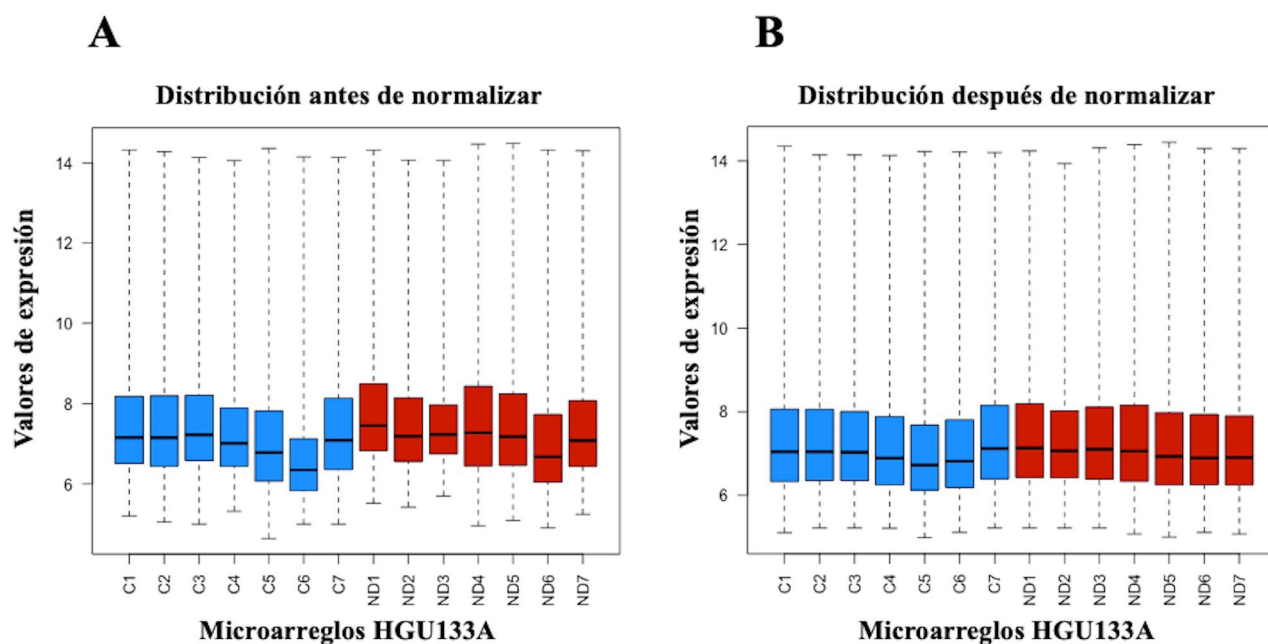 A
Distribución antes de normalizar
Valores de expresión
14
12
10
8
6
C1 C2 C3 C4 C5 C6 C7 ND1 ND2 ND3 ND4 ND5 ND6 ND7
Microarreglos HGU133A
B
Distribución después de normalizar
Valores de expresión
14
12
10
8
6
C1 C2 C3 C4 C5 C6 C7 ND1 ND2 ND3 ND4 ND5 ND6 ND7
Microarreglos HGU133A